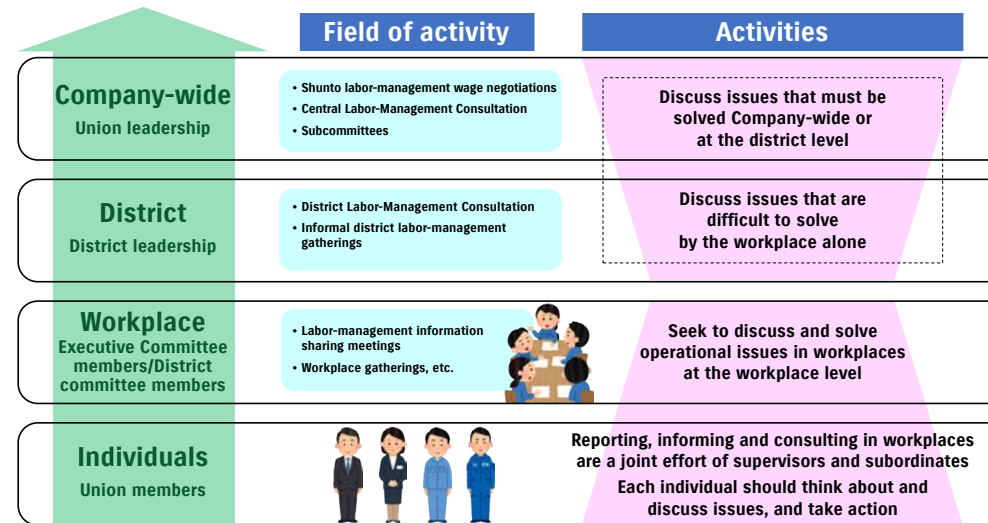 Field of activity
Activities
Company-wide
Union leadership
• Shunto labor-management wage negotiations
• Central Labor-Management Consultation
• Subcommittees
Discuss issues that must be
solved Company-wide or
at the district level
District
District leadership
• District Labor-Management Consultation
• Informal district labor-management
gatherings
Discuss issues that are
difficult to solve
by the workplace alone
Workplace
Executive Committee
members/District
committee members
• Labor-management information
sharing meetings
• Workplace gatherings, etc.
Seek to discuss and solve
operational issues in workplaces
at the workplace level
Individuals
Union members
Reporting, informing and consulting in workplaces
are a joint effort of supervisors and subordinates
Each individual should think about and
discuss issues, and take action